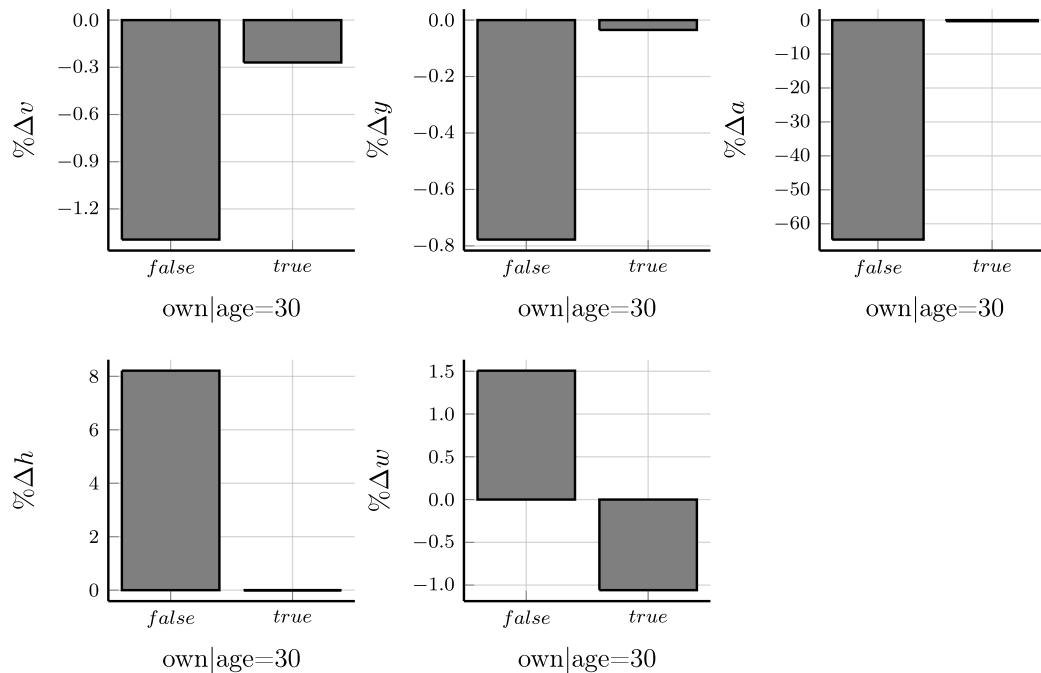 %Δv
0.0
−0.3
−0.6
−0.9
−1.2
false true
own|age=30
%Δy
0.0
−0.2
−0.4
−0.6
−0.8
false true
own|age=30
%Δa
0
−10
−20
−30
−40
−50
−60
false true
own|age=30
%Δh
8
6
4
2
0
false true
own|age=30
%Δw
1.5
1.0
0.5
0.0
−0.5
−1.0
false true
own|age=30